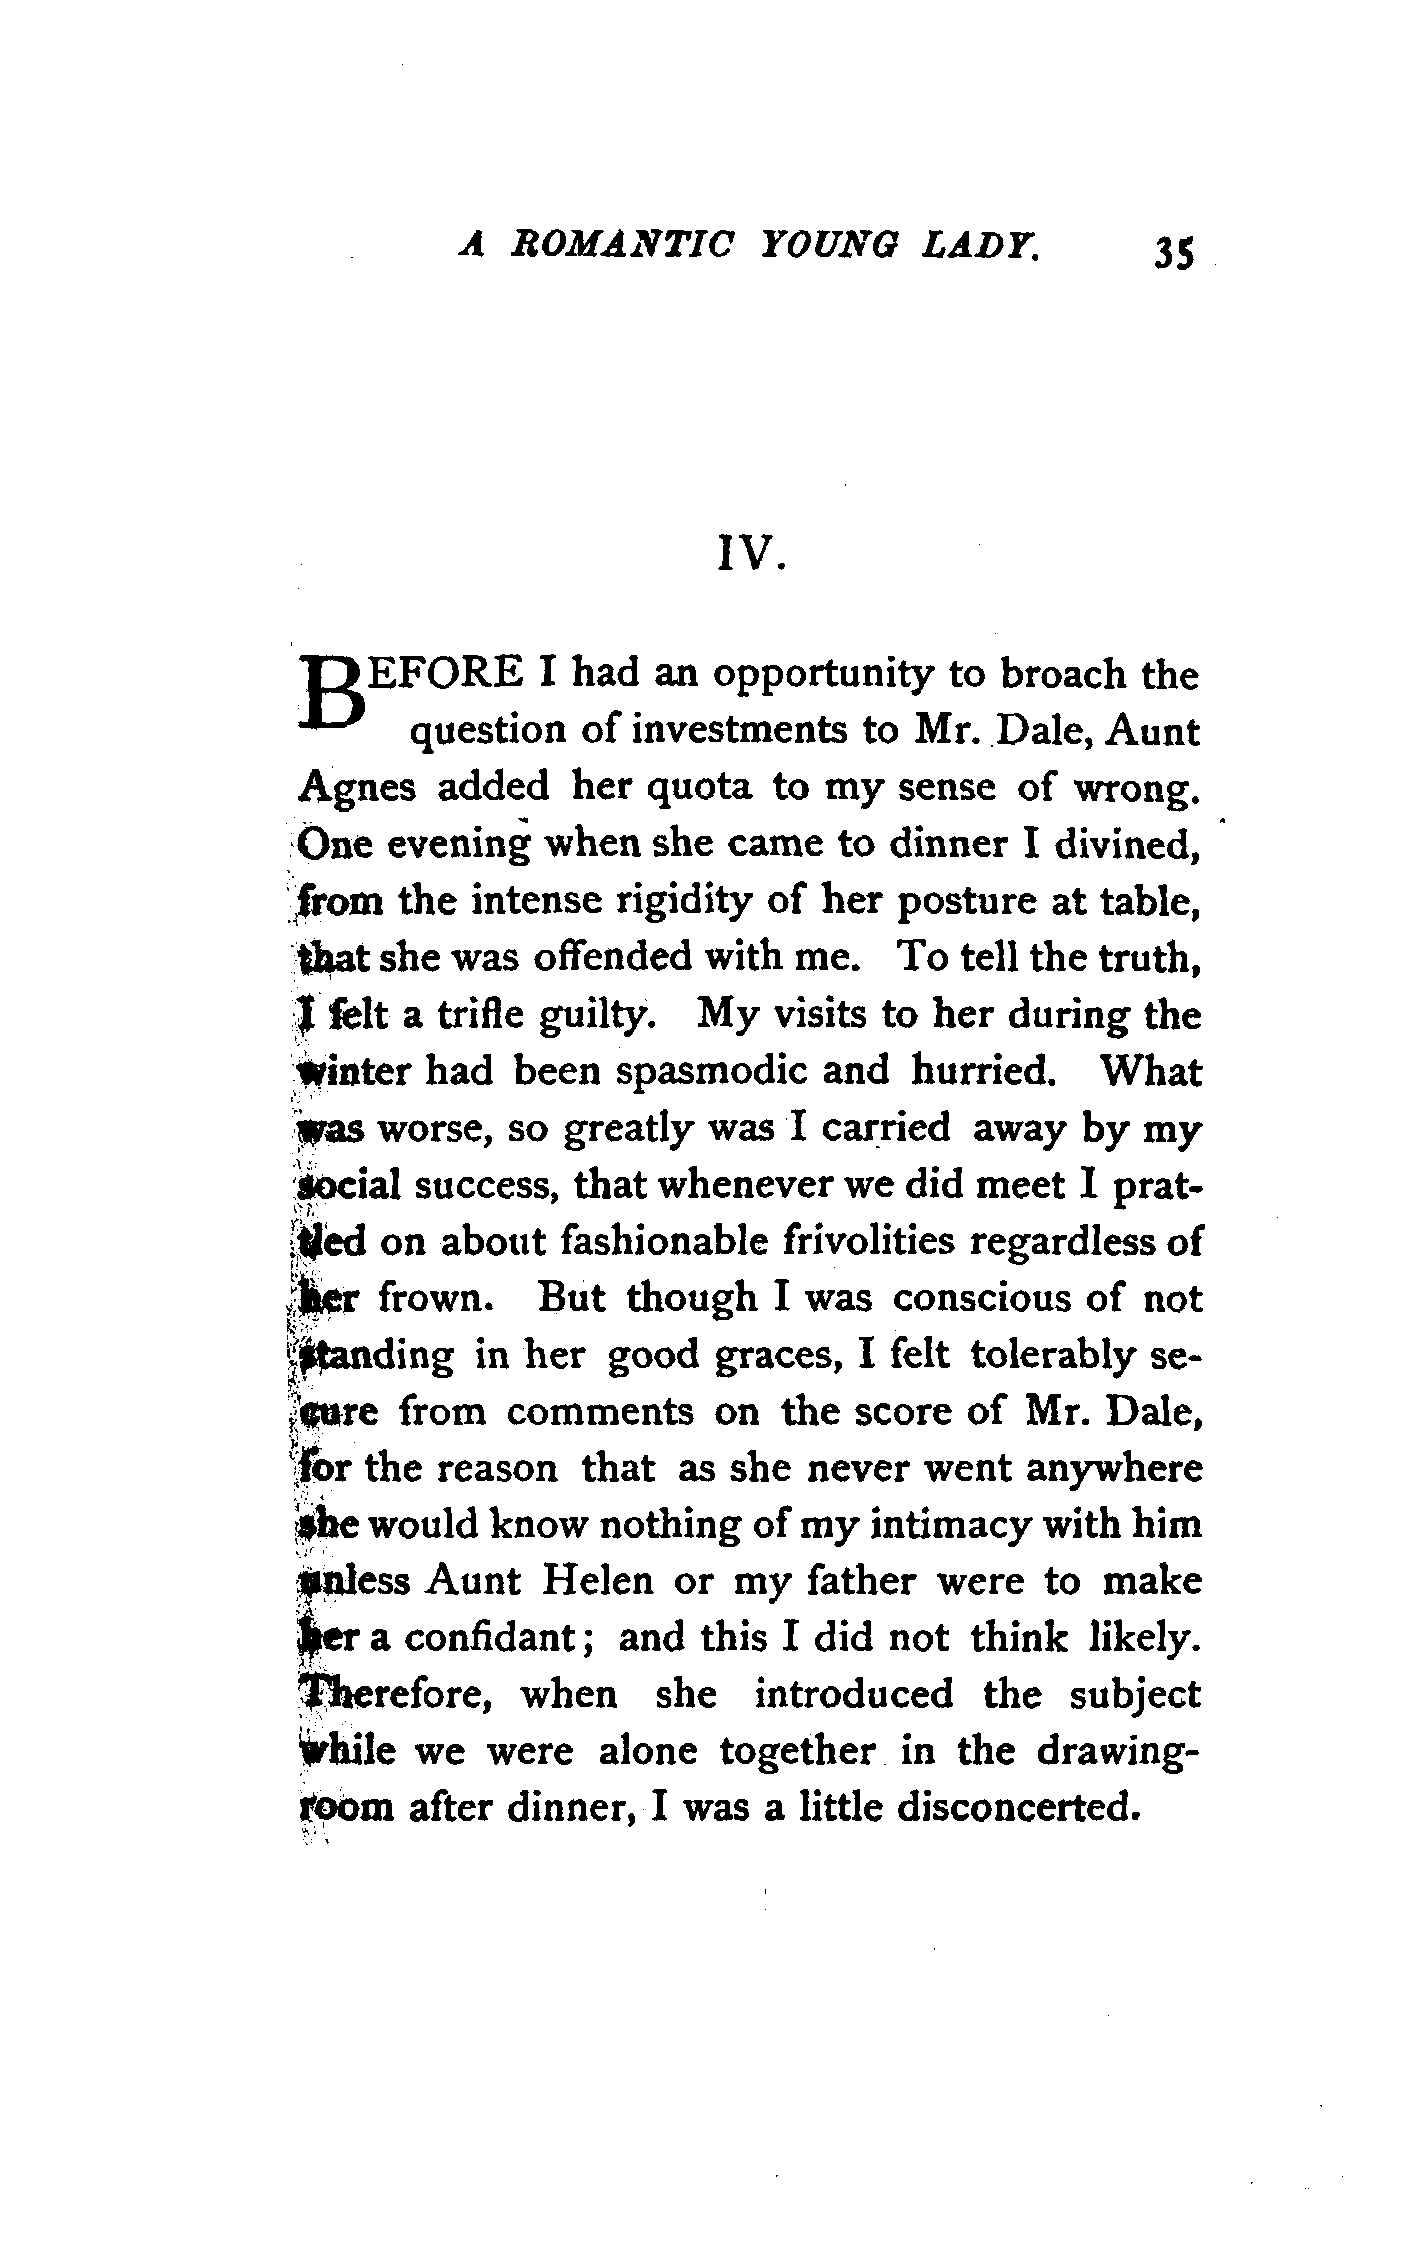 A ROMANTIC YOUNG LADY. 35
IV.
BEFORE I had an opportunity to broach the
question of investments to Mr. Dale, Aunt
Agnes added her quota to my sense of wrong.
One evening when she came to dinner I divined,
from the intense rigidity of her posture at table,
that she was offended with me. To tell the truth,
I felt a trifle guilty. My visits to her during the
winter had been spasmodic and hurried. What
was worse, so greatly was I carried away by my
social success, that whenever we did meet I prat-
tled on about fashionable frivolities regardless of
her frown. But though I was conscious of not
standing in her good graces, I felt tolerably se-
cure from comments on the score of Mr. Dale,
for the reason that as she never went anywhere
she would know nothing of my intimacy with him
unless Aunt Helen or my father were to make
her a confidant; and this I did not think likely.
Therefore, when she introduced the subject
while we were alone together in the drawing-
room after dinner, I was a little disconcerted.